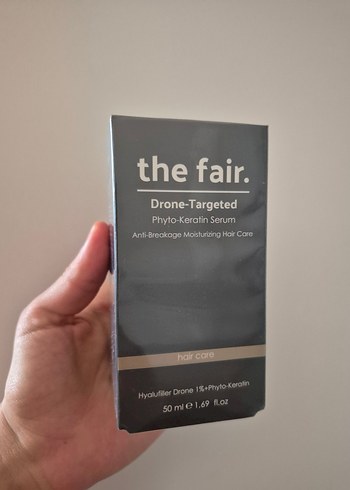 the fair.
Drone-Targeted
Phyto-Keratin Serum
Anti-Breakage Moisturizing Hair Care
hair care
Hyalufiller Drone 1%+Phyto-Keratin
50 ml ℮ 1.69 fl.oz